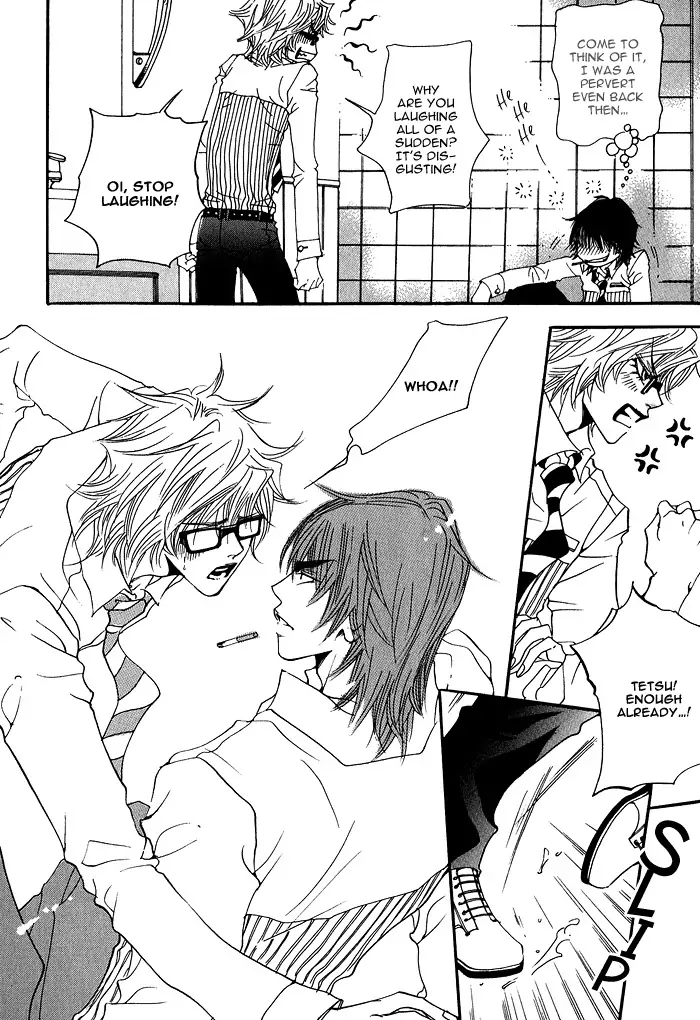 COME TO
THINK OF IT,
I WAS A
PERVERT
EVEN BACK
THEN...
He
He
He
WHY
ARE YOU
LAUGHING
ALL OF A
SUDDEN?
IT'S DIS-
GUSTING!
OI, STOP
LAUGHING!
TETSU!
ENOUGH
ALREADY...!
SLIP
WHOA!!